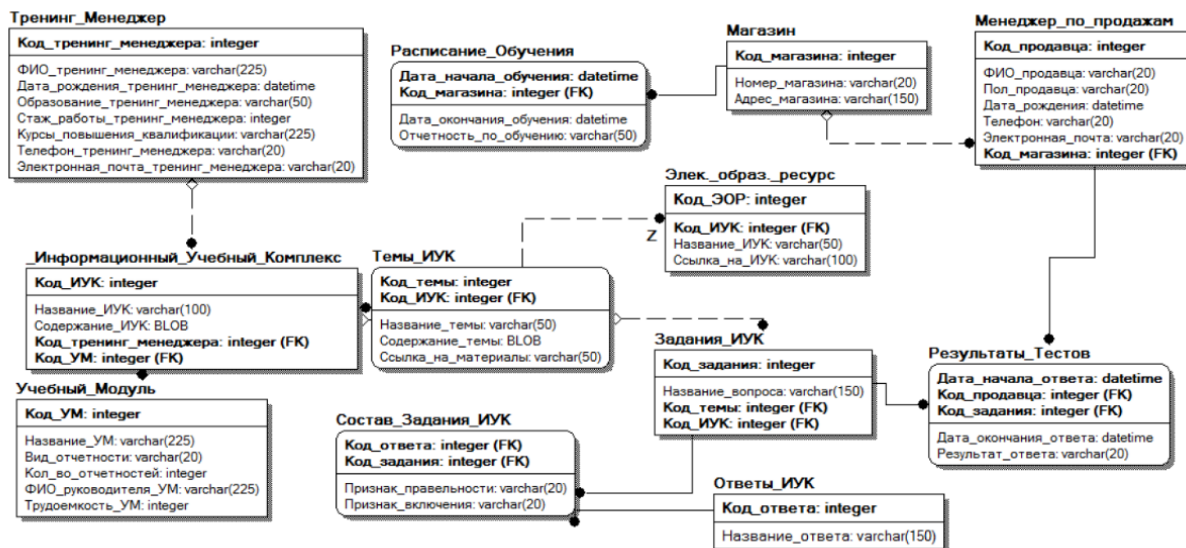 Тренинг_Менеджер
Код_тренинг_менеджера: integer
ФИО_тренинг_менеджера: varchar(225)
Дата_рождения_тренинг_менеджера: datetime
Образование_тренинг_менеджера: varchar(50)
Стаж_работы_тренинг_менеджера: integer
Курсы_повышения_квалификации: varchar(225)
Телефон_тренинг_менеджера: varchar(20)
Электронная_почта_тренинг_менеджера: varchar(20)
Расписание_Обучения
Дата_начала_обучения: datetime
Код_магазина: integer (FK)
Дата_окончания_обучения: datetime
Отчетность_по_обучению: varchar(50)
Магазин
Код_магазина: integer
Номер_магазина: varchar(20)
Адрес_магазина: varchar(150)
Менеджер_по_продажам
Код_продавца: integer
ФИО_продавца: varchar(20)
Пол_продавца: varchar(20)
Дата_рождения: datetime
Телефон: varchar(20)
Электронная_почта: varchar(20)
Код_магазина: integer (FK)
Элек._образ._ресурс
Код_ЭОР: integer
Код_ИУК: integer (FK)
Название_ИУК: varchar(50)
Ссылка_на_ИУК: varchar(100)
Z
_Информационный_Учебный_Комплекс
Код_ИУК: integer
Название_ИУК: varchar(100)
Содержание_ИУК: BLOB
Код_тренинг_менеджера: integer (FK)
Код_УМ: integer (FK)
Темы_ИУК
Код_темы: integer
Код_ИУК: integer (FK)
Название_темы: varchar(50)
Содержание_темы: BLOB
Ссылка_на_материалы: varchar(50)
Задания_ИУК
Код_задания: integer
Название_вопроса: varchar(150)
Код_темы: integer (FK)
Код_ИУК: integer (FK)
Результаты_Тестов
Дата_начала_ответа: datetime
Код_продавца: integer (FK)
Код_задания: integer (FK)
Дата_окончания_ответа: datetime
Результат_ответа: varchar(20)
Учебный_Модуль
Код_УМ: integer
Название_УМ: varchar(225)
Вид_отчетности: varchar(20)
Кол_во_отчетностей: integer
ФИО_руководителя_УМ: varchar(225)
Трудоемкость_УМ: integer
Состав_Задания_ИУК
Код_ответа: integer (FK)
Код_задания: integer (FK)
Признак_правельности: varchar(20)
Признак_включения: varchar(20)
Ответы_ИУК
Код_ответа: integer
Название_ответа: varchar(150)